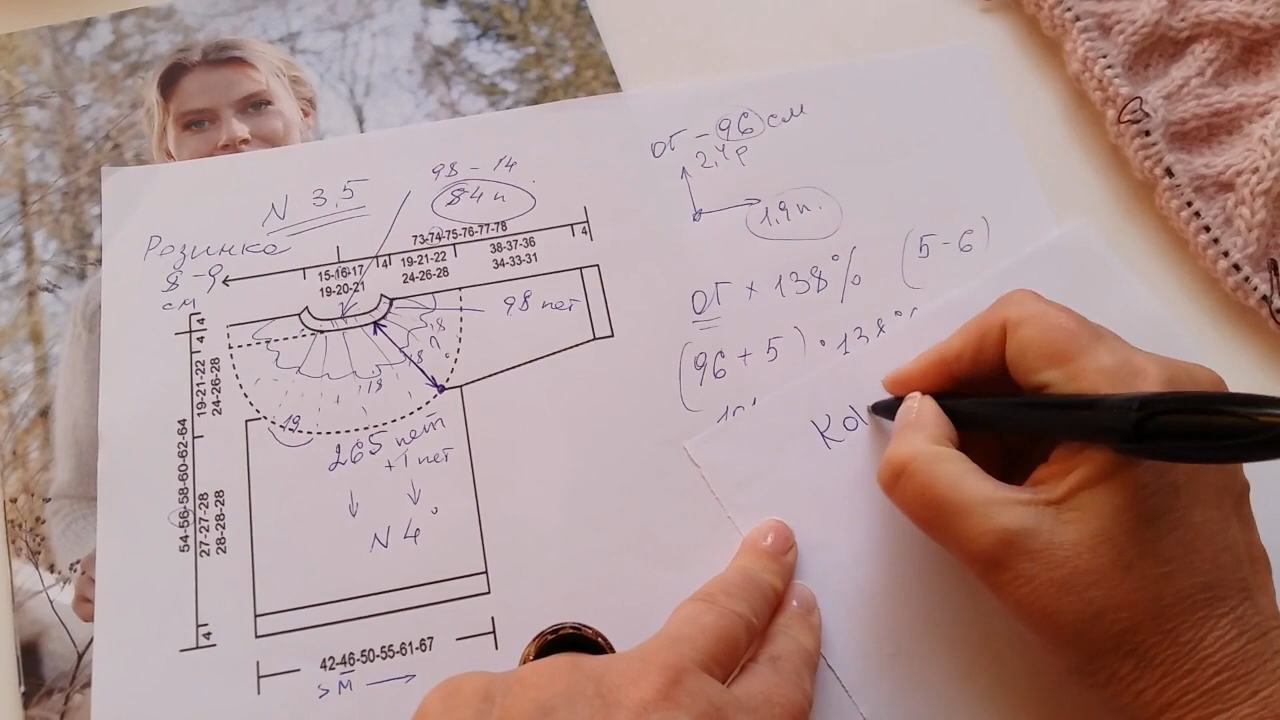 N 3,5
98 - 14
84 п.
Резинка
8-9
см
73-74-75-76-77-78
15-16-17
19-20-21
4
19-21-22
24-26-28
38-37-36
34-33-31
4
98 пет
4
4
19-21-22
24-26-28
54-56-58-60-62-64
27-27-28
28-28-28
4
18
п.
18
18
19
265 пет
+1 пет
N 4
42-46-50-55-61-67
S M
ОГ - 96 см
2,4 р
1,9 п.
ОГ × 138% (5-6)
(96 + 5) · 138%
Ко